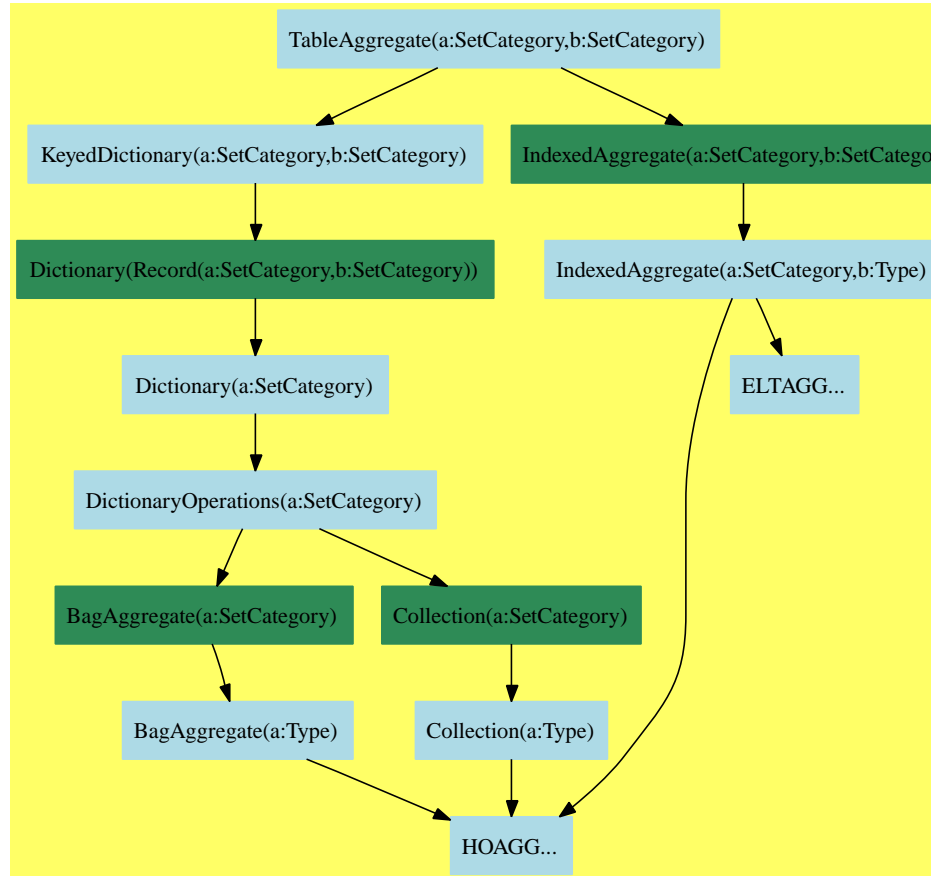 TableAggregate(a:SetCategory,b:SetCategory)
KeyedDictionary(a:SetCategory,b:SetCategory)
IndexedAggregate(a:SetCategory,b:SetCatego
Dictionary(Record(a:SetCategory,b:SetCategory))
IndexedAggregate(a:SetCategory,b:Type)
Dictionary(a:SetCategory)
ELTAGG...
DictionaryOperations(a:SetCategory)
BagAggregate(a:SetCategory)
Collection(a:SetCategory)
BagAggregate(a:Type)
Collection(a:Type)
HOAGG...